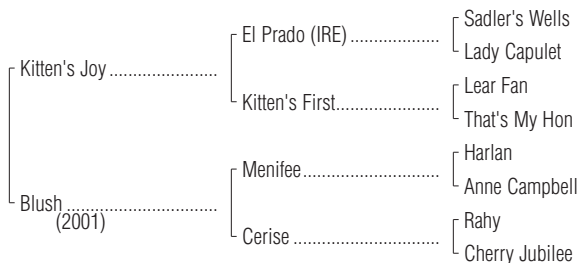 Sadler's Wells
El Prado (IRE) ....................
Lady Capulet
Kitten's Joy ........................
Lear Fan
Kitten's First.......................
That's My Hon
Harlan
Menifee..............................
Anne Campbell
Blush ..................................
(2001)
Rahy
Cerise ................................
Cherry Jubilee